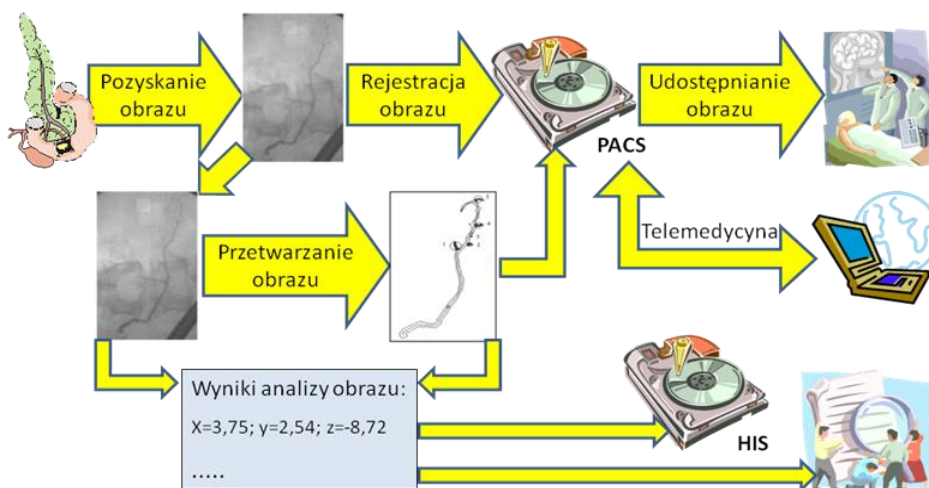 Pozyskanie
obrazu
Rejestracja
obrazu
PACS
Udostępnianie
obrazu
Przetwarzanie
obrazu
Telemedycyna
Wyniki analizy obrazu:
X=3,75; y=2,54; z=-8,72
.....
HIS